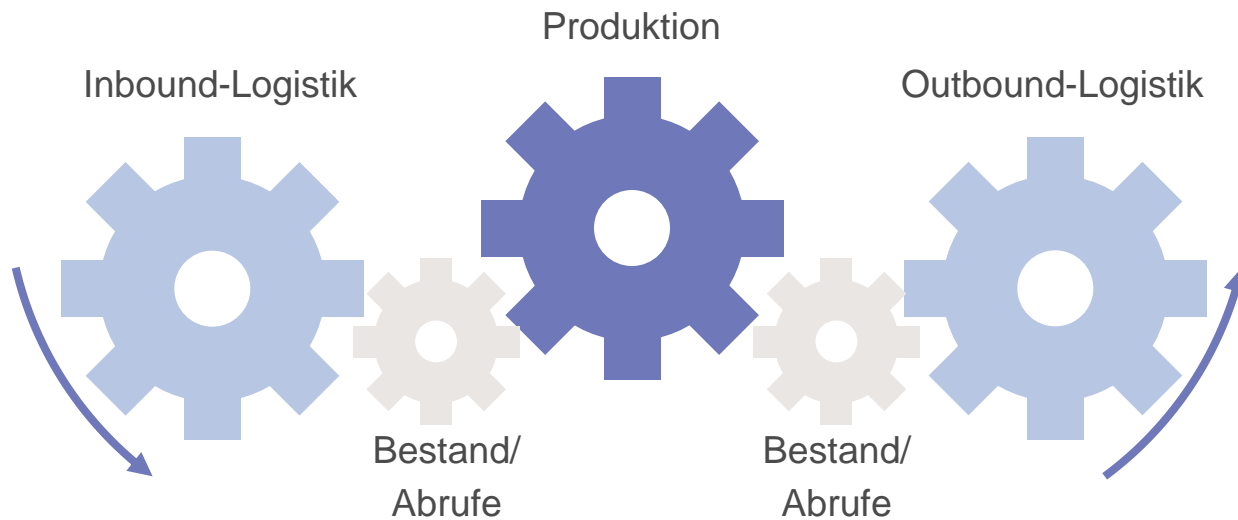 Produktion
Inbound-Logistik
Outbound-Logistik
Bestand/
Abrufe
Bestand/
Abrufe